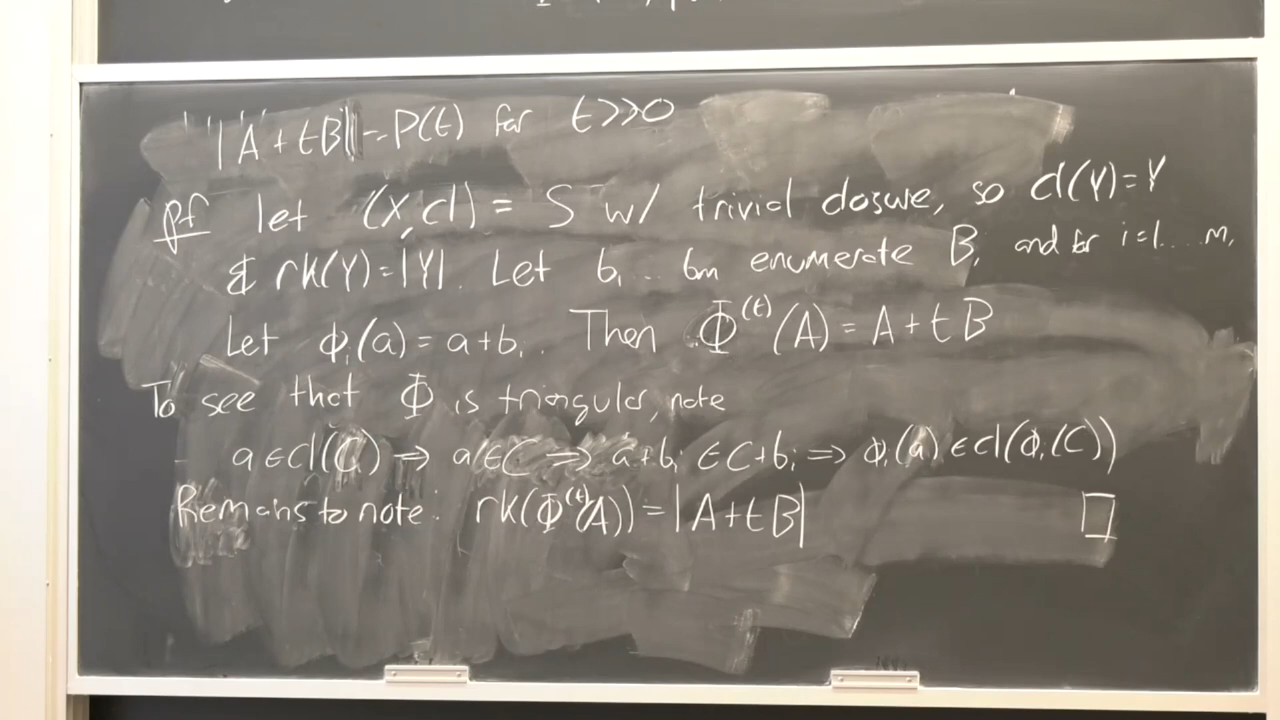 |A + tB| = P(t) for t>>0
Pf let (X, cl) = S w/ trivial closure, so cl(Y)=Y
& rk(Y)=|Y|. Let b₁ ... bₘ enumerate B, and for i=1...m,
Let ϕᵢ(a) = a+bᵢ. Then Φ⁽ᵗ⁾(A) = A + tB
To see that Φ is triangular, note
a ∈ cl(C) ⇒ a ∈ C ⇒ a+bᵢ ∈ C+bᵢ ⇒ ϕᵢ(a) ∈ cl(ϕᵢ(C))
Remains to note: rk(Φ⁽ᵗ⁾(A)) = |A+tB| □